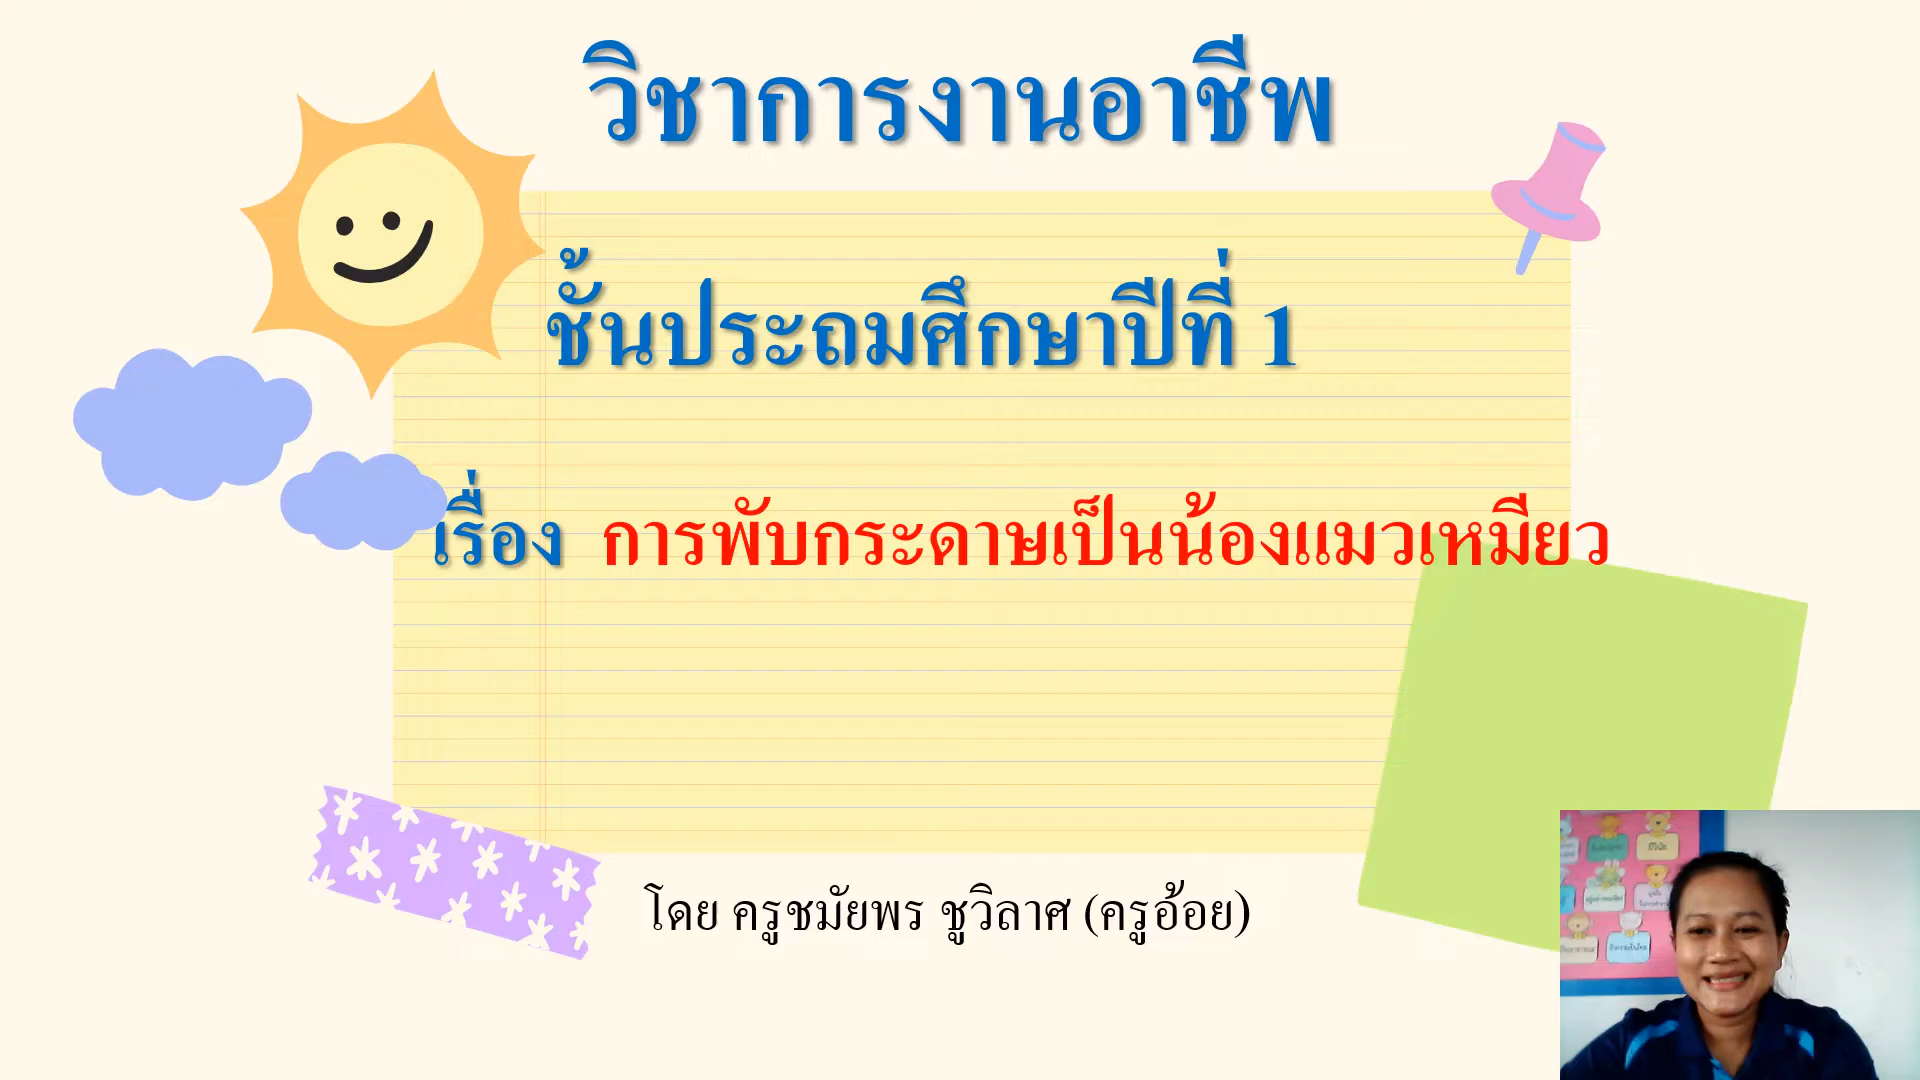 วิชาการงานอาชีพ
ชั้นประถมศึกษาปีที่ 1
เรื่อง การพับกระดาษเป็นน้องแมวเหมียว
โดย ครูชมัยพร ชูวิลาศ (ครูอ้อย)